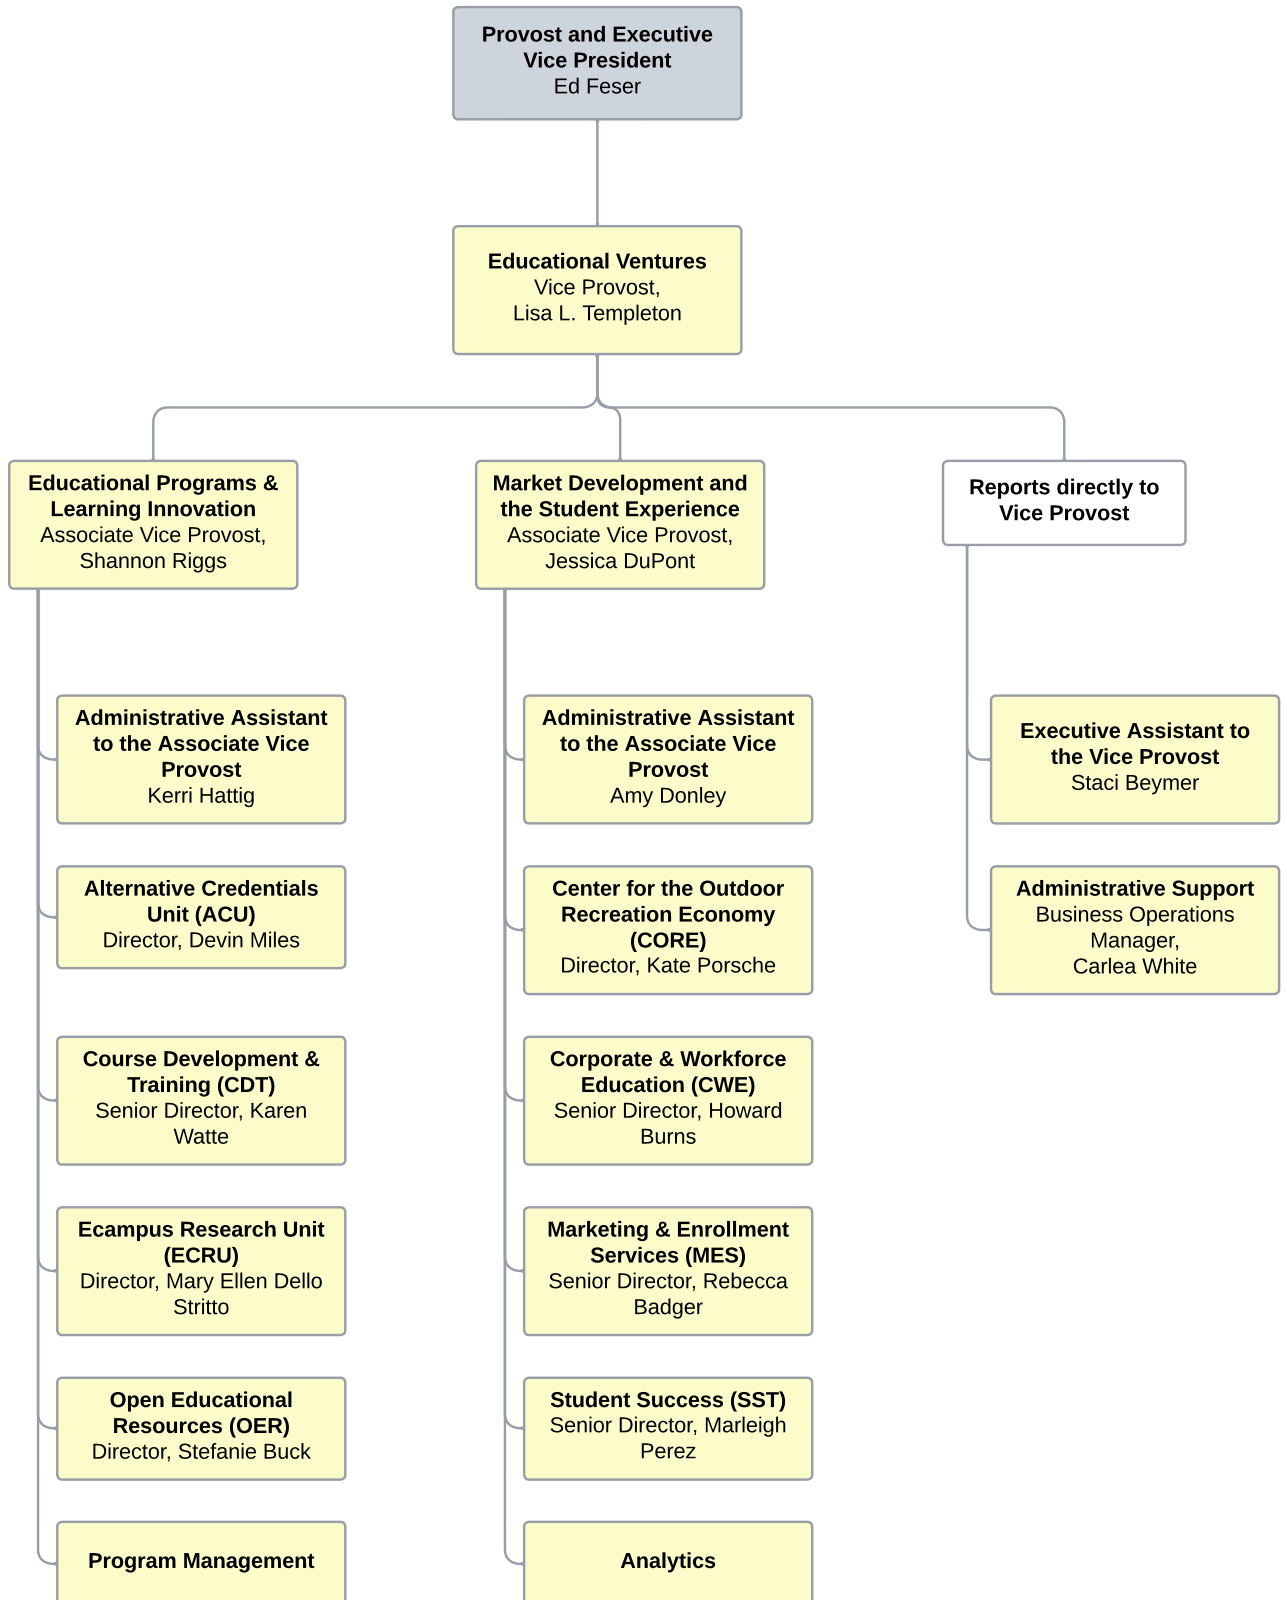 Provost and Executive
Vice President
Ed Feser
Educational Ventures
Vice Provost,
Lisa L. Templeton
Educational Programs &
Learning Innovation
Associate Vice Provost,
Shannon Riggs
Market Development and
the Student Experience
Associate Vice Provost,
Jessica DuPont
Reports directly to
Vice Provost
Administrative Assistant
to the Associate Vice
Provost
Kerri Hattig
Administrative Assistant
to the Associate Vice
Provost
Amy Donley
Executive Assistant to
the Vice Provost
Staci Beymer
Alternative Credentials
Unit (ACU)
Director, Devin Miles
Center for the Outdoor
Recreation Economy
(CORE)
Director, Kate Porsche
Administrative Support
Business Operations
Manager,
Carlea White
Course Development &
Training (CDT)
Senior Director, Karen
Watte
Corporate & Workforce
Education (CWE)
Senior Director, Howard
Burns
Ecampus Research Unit
(ECRU)
Director, Mary Ellen Dello
Stritto
Marketing & Enrollment
Services (MES)
Senior Director, Rebecca
Badger
Open Educational
Resources (OER)
Director, Stefanie Buck
Student Success (SST)
Senior Director, Marleigh
Perez
Program Management
Analytics